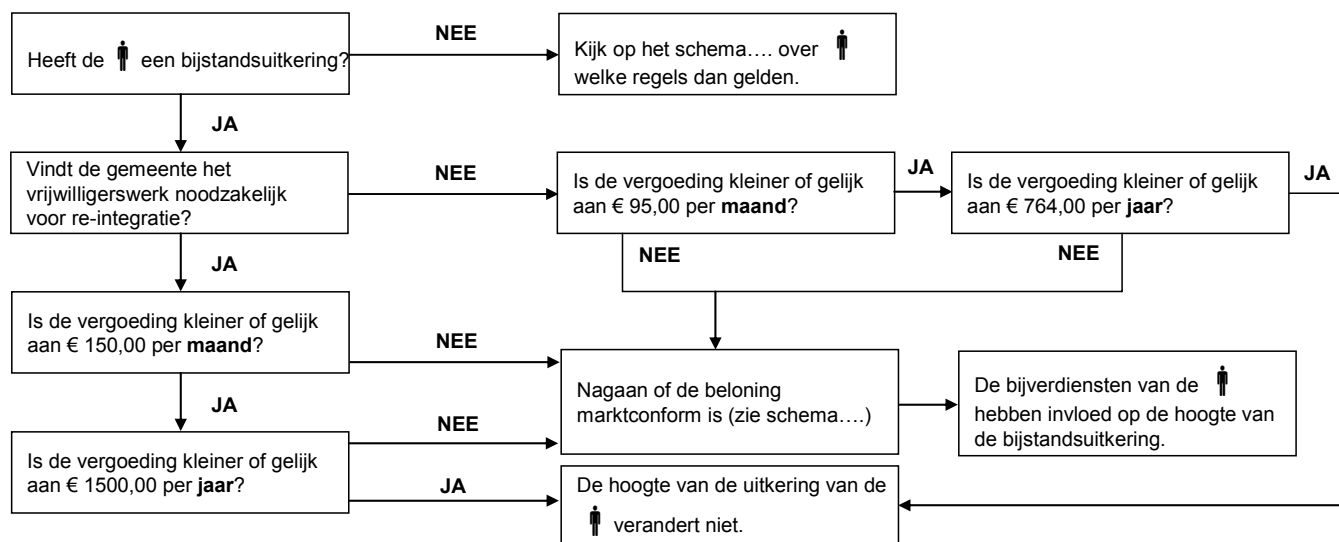 Heeft de een bijstandsuitkering?
NEE
Kijk op het schema…. over
welke regels dan gelden.
JA
Vindt de gemeente het
vrijwilligerswerk noodzakelijk
voor re-integratie?
NEE
Is de vergoeding kleiner of gelijk
aan € 95,00 per maand?
JA
Is de vergoeding kleiner of gelijk
aan € 764,00 per jaar?
JA
JA
NEE
NEE
Is de vergoeding kleiner of gelijk
aan € 150,00 per maand?
NEE
Nagaan of de beloning
marktconform is (zie schema….)
De bijverdiensten van de
hebben invloed op de hoogte van
de bijstandsuitkering.
JA
NEE
Is de vergoeding kleiner of gelijk
aan € 1500,00 per jaar?
JA
De hoogte van de uitkering van de
verandert niet.